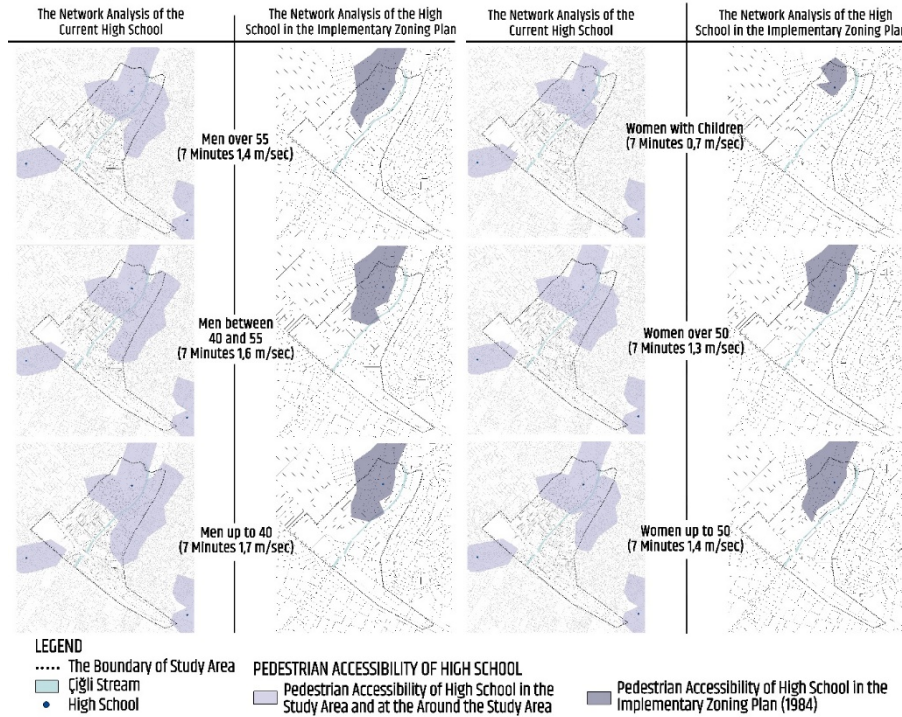 The Network Analysis of the
Current High School
The Network Analysis of the High
School in the Implementary Zoning Plan
The Network Analysis of the
Current High School
The Network Analysis of the High
School in the Implementary Zoning Plan
Men over 55
(7 Minutes 1,4 m/sec)
Women with Children
(7 Minutes 0,7 m/sec)
Men between
40 and 55
(7 Minutes 1,6 m/sec)
Women over 50
(7 Minutes 1,3 m/sec)
Men up to 40
(7 Minutes 1,7 m/sec)
Women up to 50
(7 Minutes 1,4 m/sec)
LEGEND
The Boundary of Study Area
Çiğli Stream
High School
PEDESTRIAN ACCESSIBILITY OF HIGH SCHOOL
Pedestrian Accessibility of High School in the
Study Area and at the Around the Study Area
Pedestrian Accessibility of High School in the
Implementary Zoning Plan (1984)